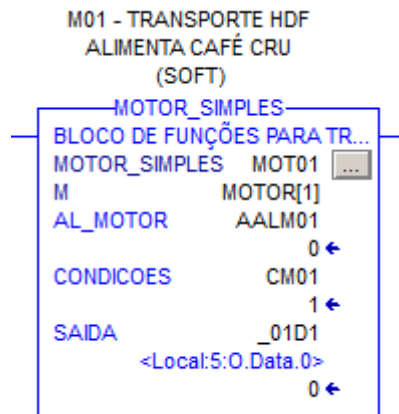 M01 - TRANSPORTE HDF
ALIMENTA CAFÉ CRU
(SOFT)
MOTOR_SIMPLES
BLOCO DE FUNÇÕES PARA TR...
MOTOR_SIMPLES MOT01 ...
M MOTOR[1]
AL_MOTOR AALM01
0
CONDICOES CM01
1
SAIDA _01D1
<Local:5:O.Data.0>
0